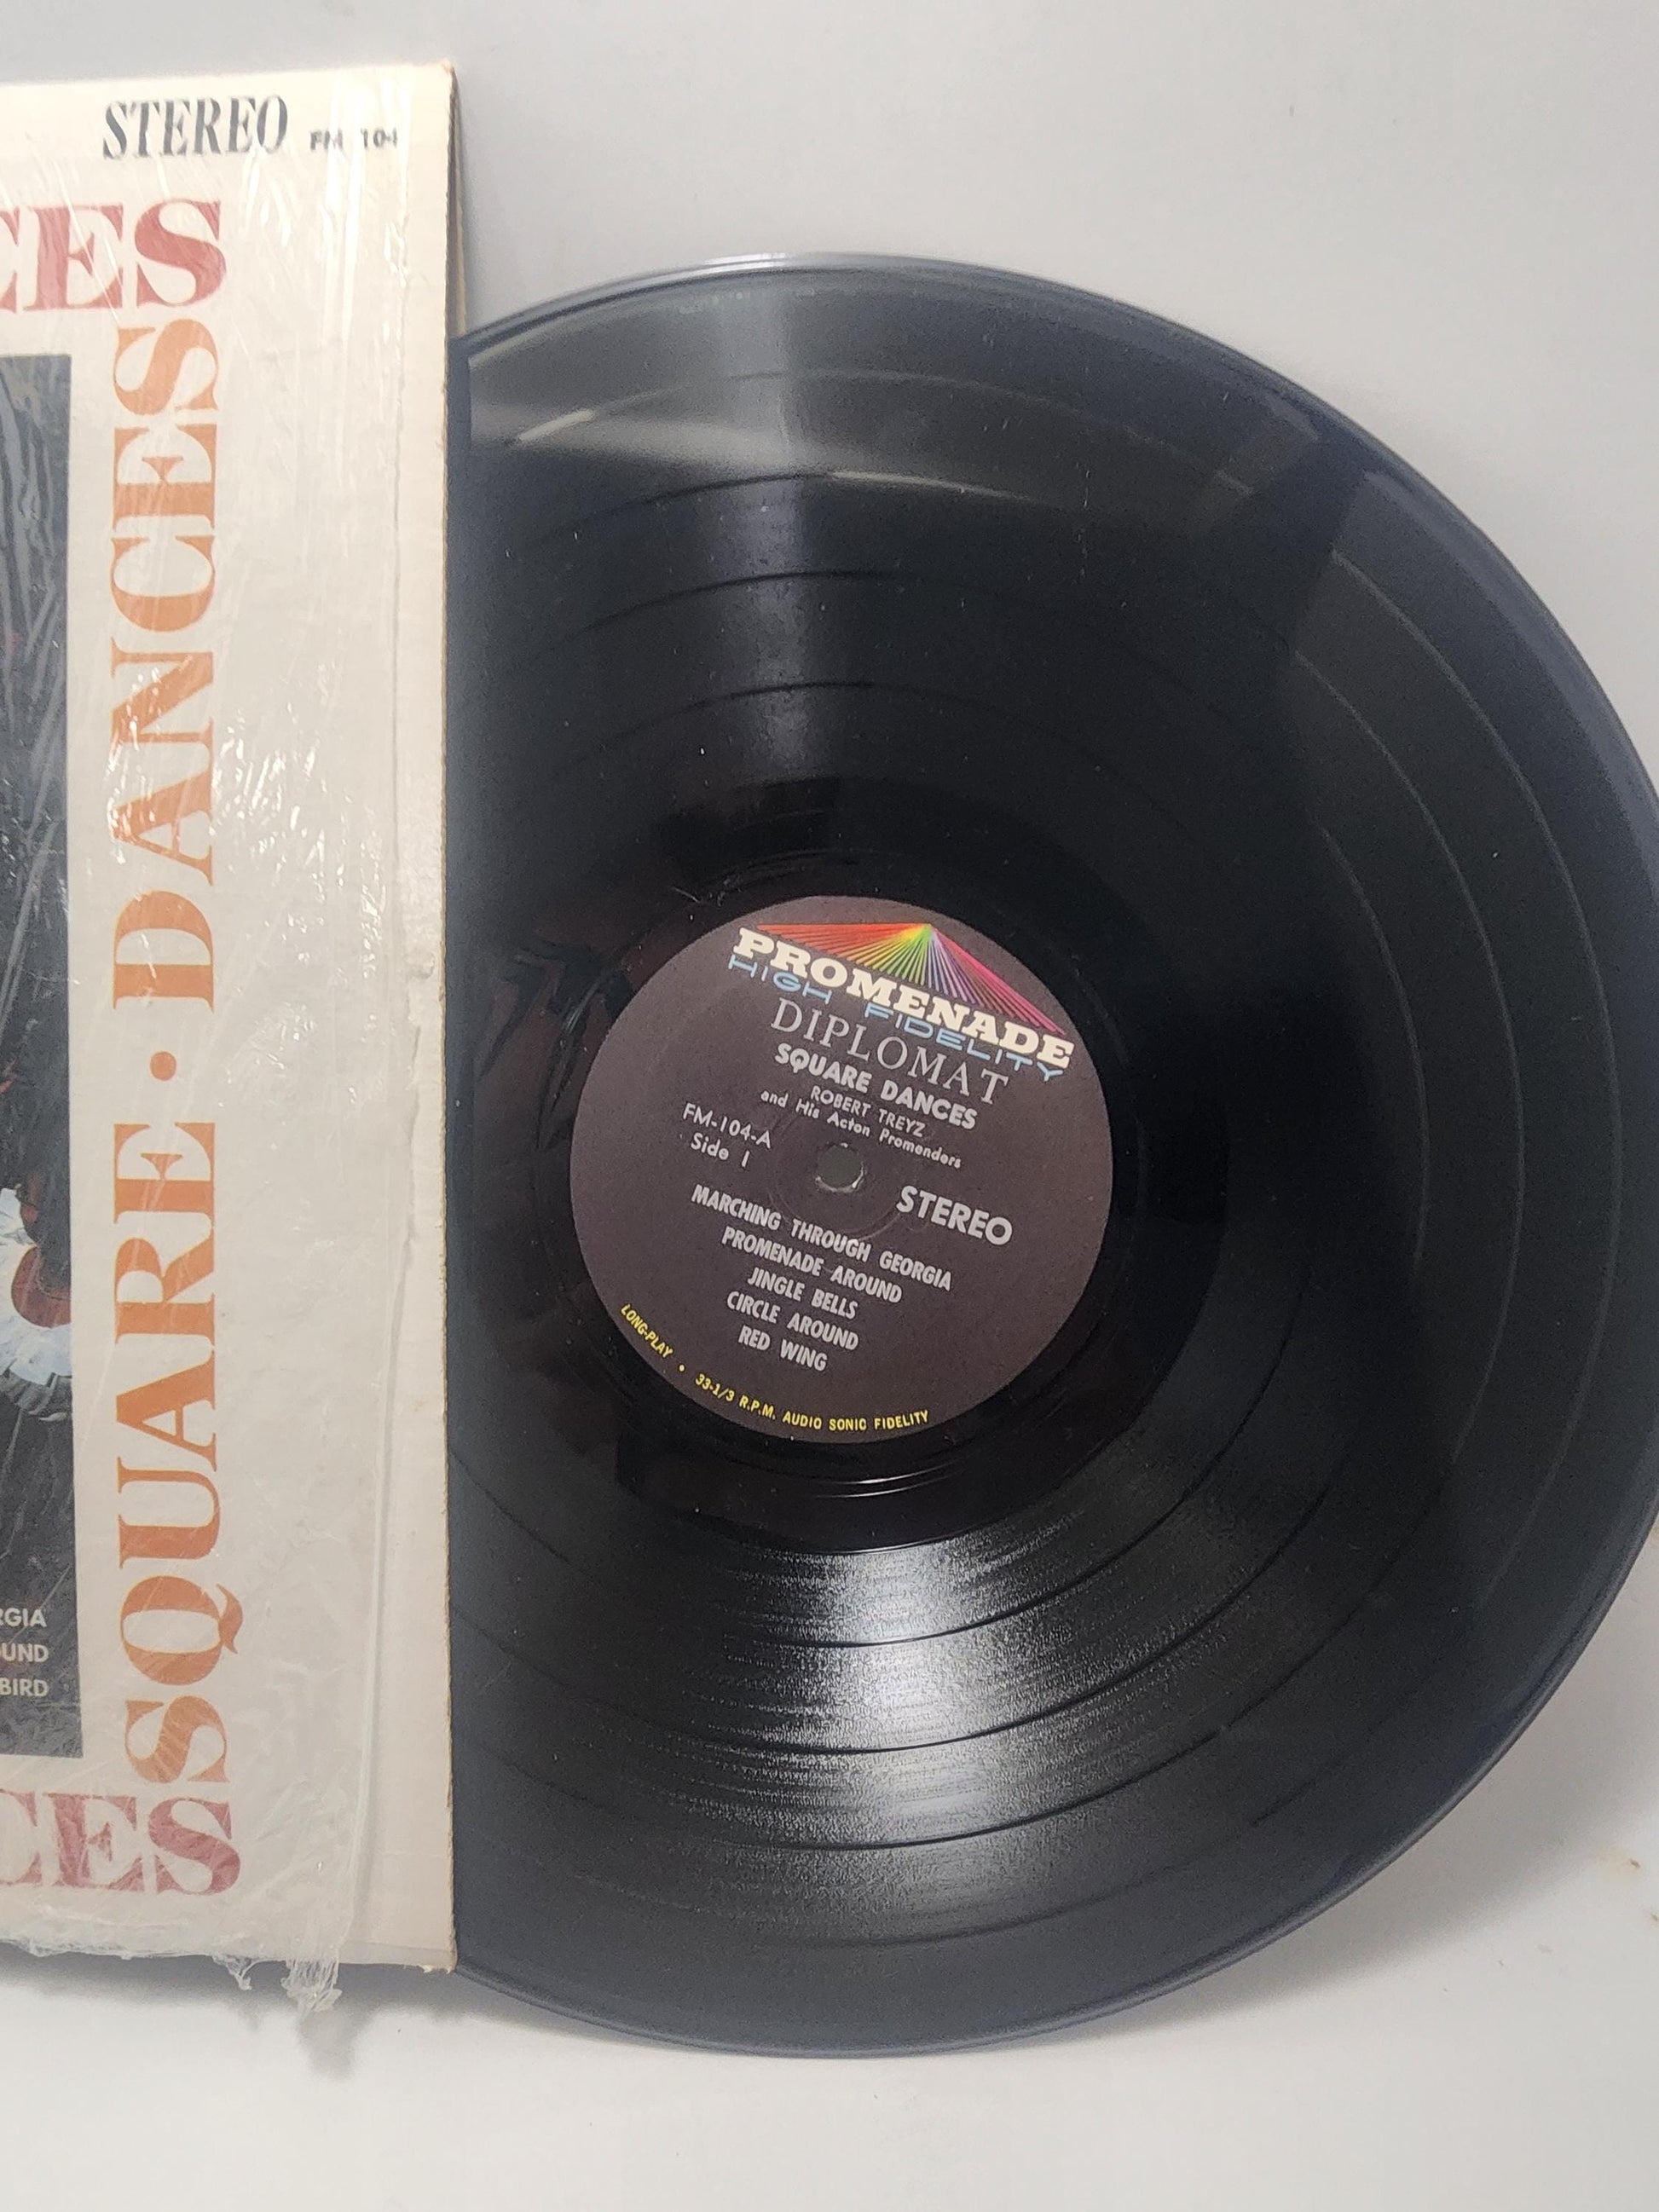 STEREO FM 104
CES
SQUARE • DANCES
RGIA
OUND
BIRD
CES
PROMENADE
HIGH FIDELITY
DIPLOMAT
SQUARE DANCES
ROBERT TREYZ
and His Acton Promenders
FM-104-A
Side 1
STEREO
MARCHING THROUGH GEORGIA
PROMENADE AROUND
JINGLE BELLS
CIRCLE AROUND
RED WING
LONG-PLAY • 33-1/3 R.P.M. AUDIO SONIC FIDELITY